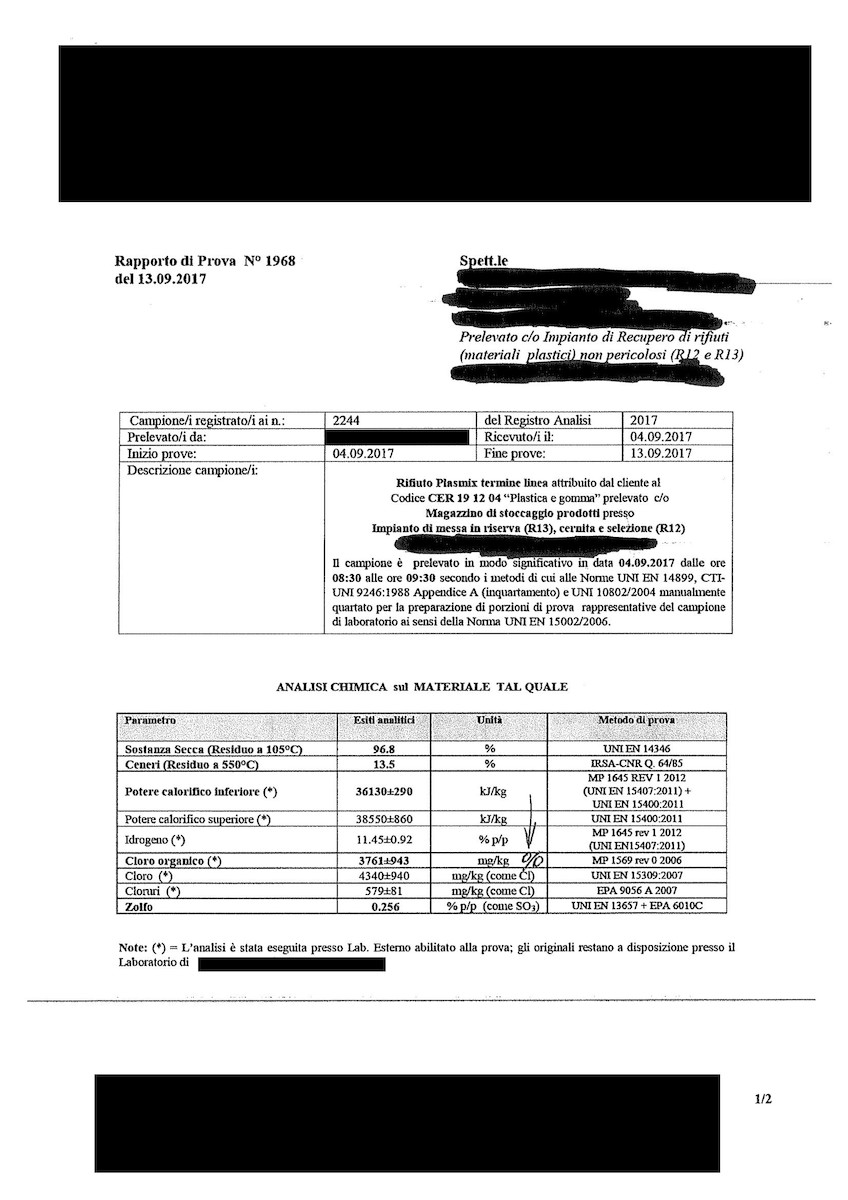 Rapporto di Prova N° 1968
del 13.09.2017
Spett.le
Prelevato c/o Impianto di Recupero di rifiuti
(materiali plastici) non pericolosi (R12 e R13)
Campione/i registrato/i ai n.: 2244 del Registro Analisi 2017
Prelevato/i da: Ricevuto/i il: 04.09.2017
Inizio prove: 04.09.2017 Fine prove: 13.09.2017
Descrizione campione/i:
Rifiuto Plasmix termine linea attribuito dal cliente al
Codice CER 19 12 04 “Plastica e gomma” prelevato c/o
Magazzino di stoccaggio prodotti presso
Impianto di messa in riserva (R13), cernita e selezione (R12)
Il campione è prelevato in modo significativo in data 04.09.2017 dalle ore
08:30 alle ore 09:30 secondo i metodi di cui alle Norme UNI EN 14899, CTI-
UNI 9246:1988 Appendice A (inquartamento) e UNI 10802/2004 manualmente
quartato per la preparazione di porzioni di prova rappresentative del campione
di laboratorio ai sensi della Norma UNI EN 15002/2006.
ANALISI CHIMICA sul MATERIALE TAL QUALE
Parametro Esiti analitici Unità Metodo di prova
Sostanza Secca (Residuo a 105°C) 96.8 % UNI EN 14346
Ceneri (Residuo a 550°C) 13.5 % IRSA-CNR Q. 64/85
Potere calorifico inferiore (*) 36130±290 kJ/kg MP 1645 REV 1 2012
(UNI EN 15407:2011) +
UNI EN 15400:2011
Potere calorifico superiore (*) 38550±860 kJ/kg UNI EN 15400:2011
Idrogeno (*) 11.45±0.92 % p/p MP 1645 rev 1 2012
(UNI EN15407:2011)
Cloro organico (*) 3761±943 mg/kg % MP 1569 rev 0 2006
Cloro (*) 4340±940 mg/kg (come Cl) UNI EN 15309:2007
Cloruri (*) 579±81 mg/kg (come Cl) EPA 9056 A 2007
Zolfo 0.256 % p/p (come SO3) UNI EN 13657 + EPA 6010C
Note: (*) = L'analisi è stata eseguita presso Lab. Esterno abilitato alla prova; gli originali restano a disposizione presso il
Laboratorio di
1/2